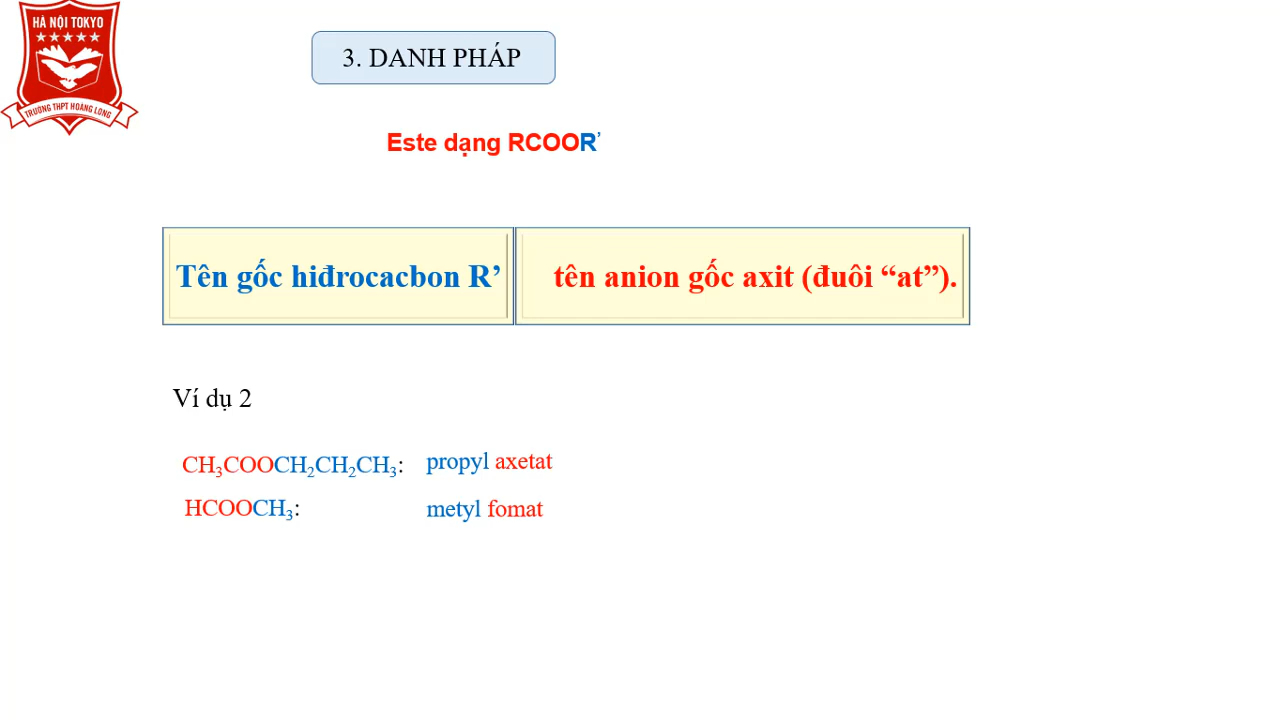 HÀ NỘI TOKYO
TRƯỜNG THPT HOÀNG LONG
3. DANH PHÁP
Este dạng RCOOR’
Tên gốc hiđrocacbon R’ tên anion gốc axit (đuôi “at”).
Ví dụ 2
CH₃COOCH₂CH₂CH₃: propyl axetat
HCOOCH₃: metyl fomat